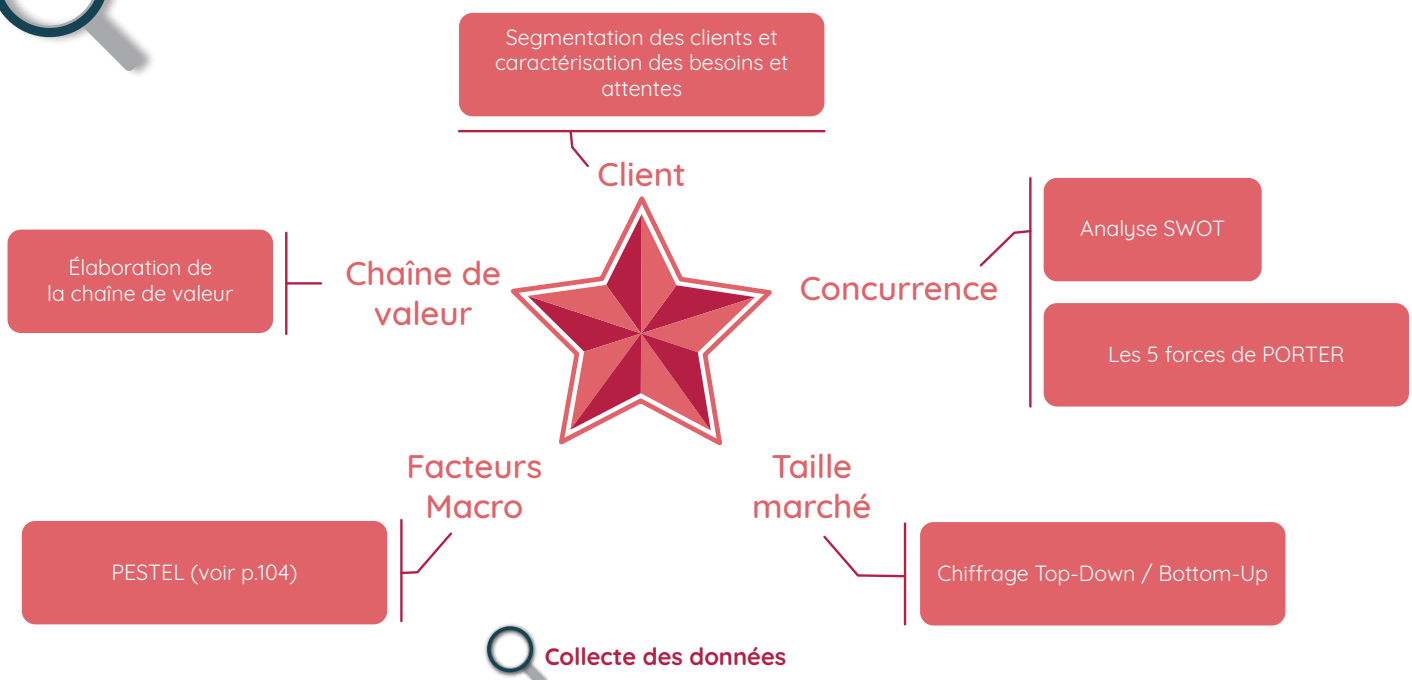 Segmentation des clients et
caractérisation des besoins et
attentes
Client
Élaboration de
la chaîne de valeur
Chaîne de
valeur
Concurrence
Analyse SWOT
Les 5 forces de PORTER
Facteurs
Macro
PESTEL (voir p.104)
Taille
marché
Chiffrage Top-Down / Bottom-Up
Collecte des données